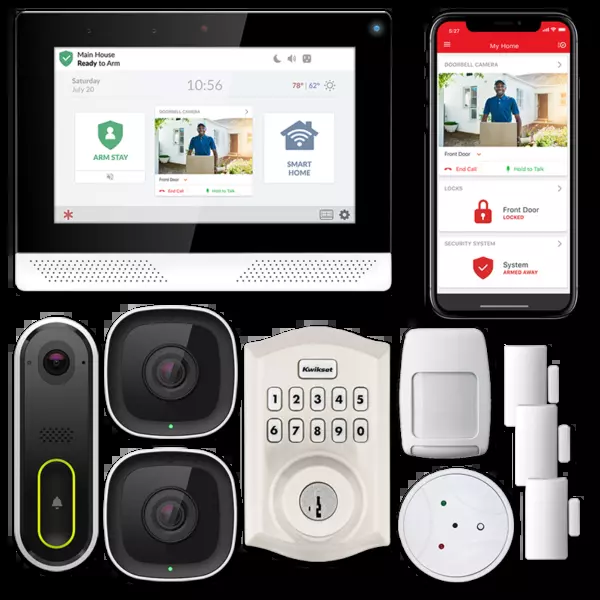 Main House
Ready to Arm
Saturday
July 20
10:56
78° | 62°
DOORBELL CAMERA
ARM STAY
Front Door
End Call
Hold to Talk
SMART
HOME
5:27
My Home
DOORBELL CAMERA
Front Door
End Call
Hold to Talk
LOCKS
Front Door
LOCKED
SECURITY SYSTEM
System
ARMED AWAY
Kwikset
1 2 3 4 5
6 7 8 9 0